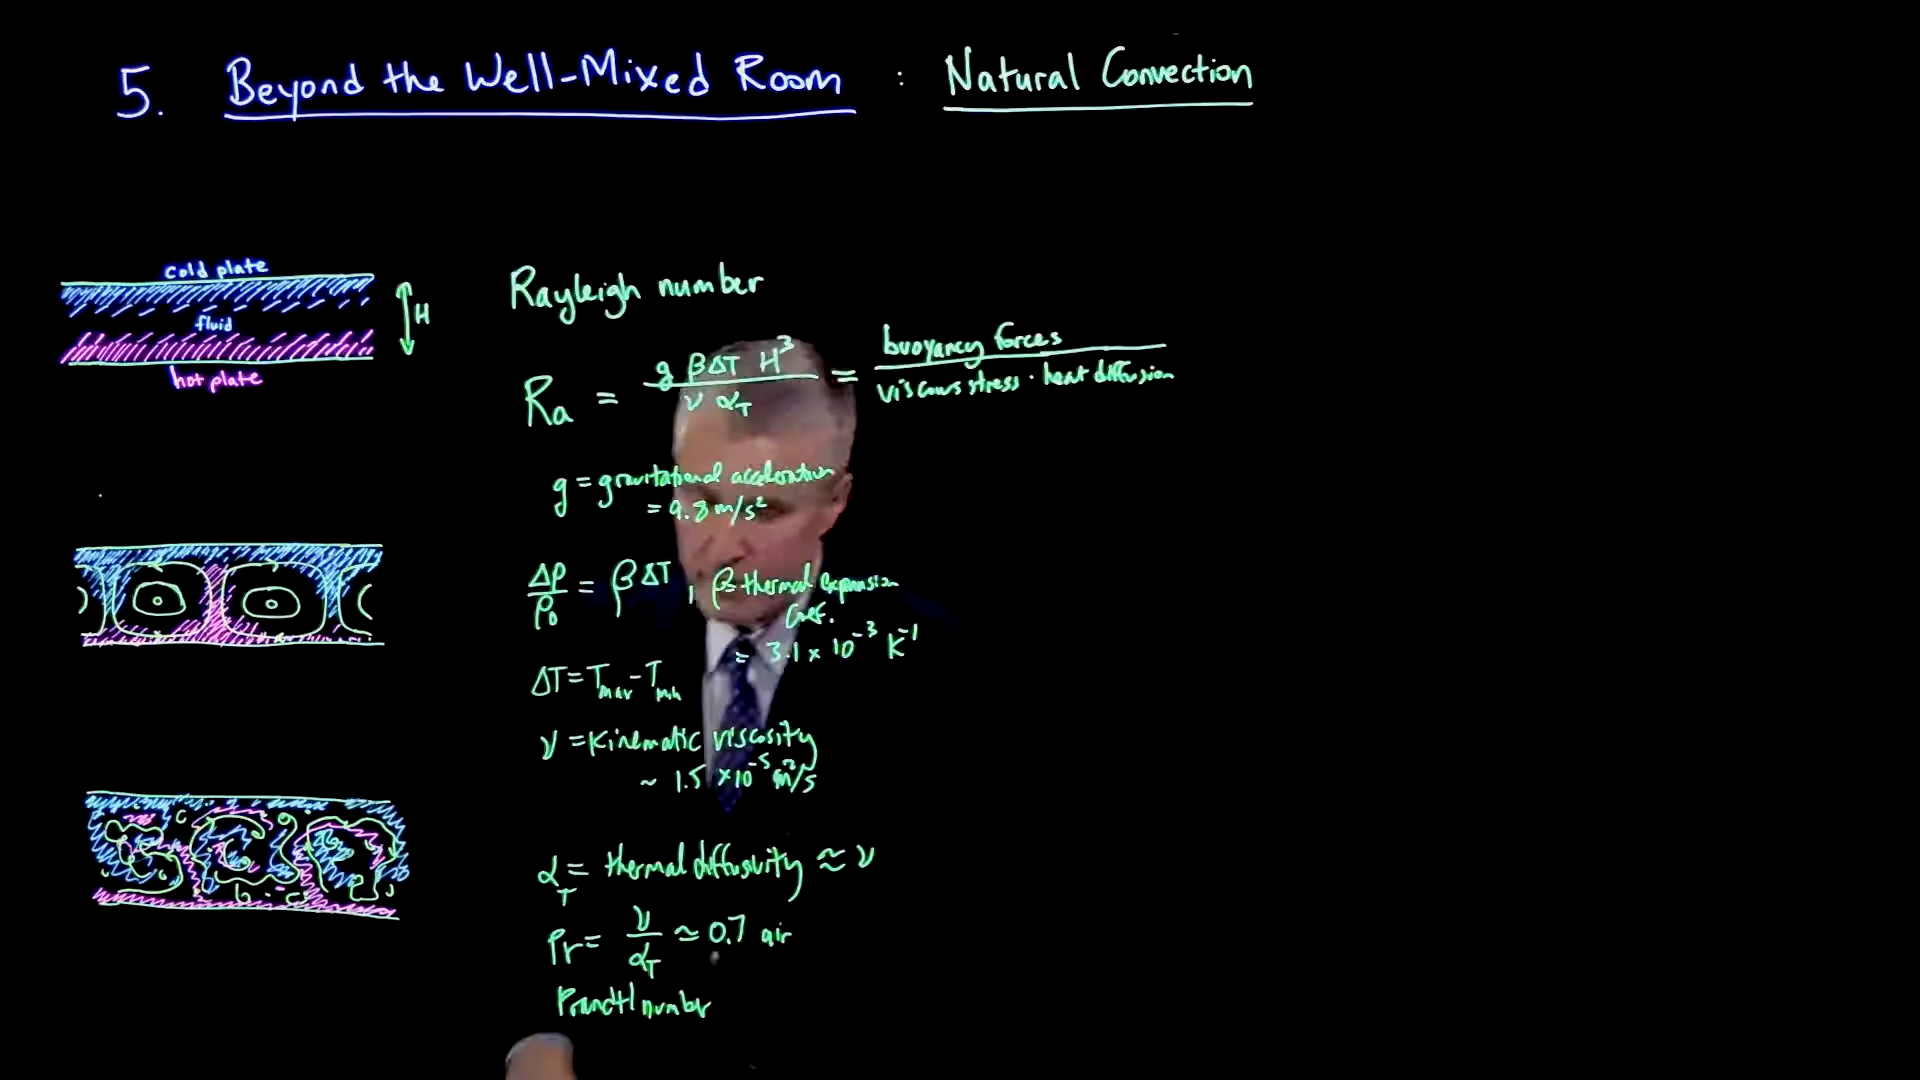 5. Beyond the Well-Mixed Room : Natural Convection
cold plate
fluid
hot plate
H
Rayleigh number
Ra = g β ΔT H³ / ν α_T = buoyancy forces / viscous stress · heat diffusion
g = gravitational acceleration
= 9.8 m/s²
Δρ/ρ₀ = β ΔT , β = thermal expansion
coef.
= 3.1 × 10⁻³ K⁻¹
ΔT = T_max - T_min
ν = kinematic viscosity
~ 1.5 × 10⁻⁵ m²/s
α_T = thermal diffusivity ≈ ν
Pr = ν/α_T ≈ 0.7 air
Prandtl number